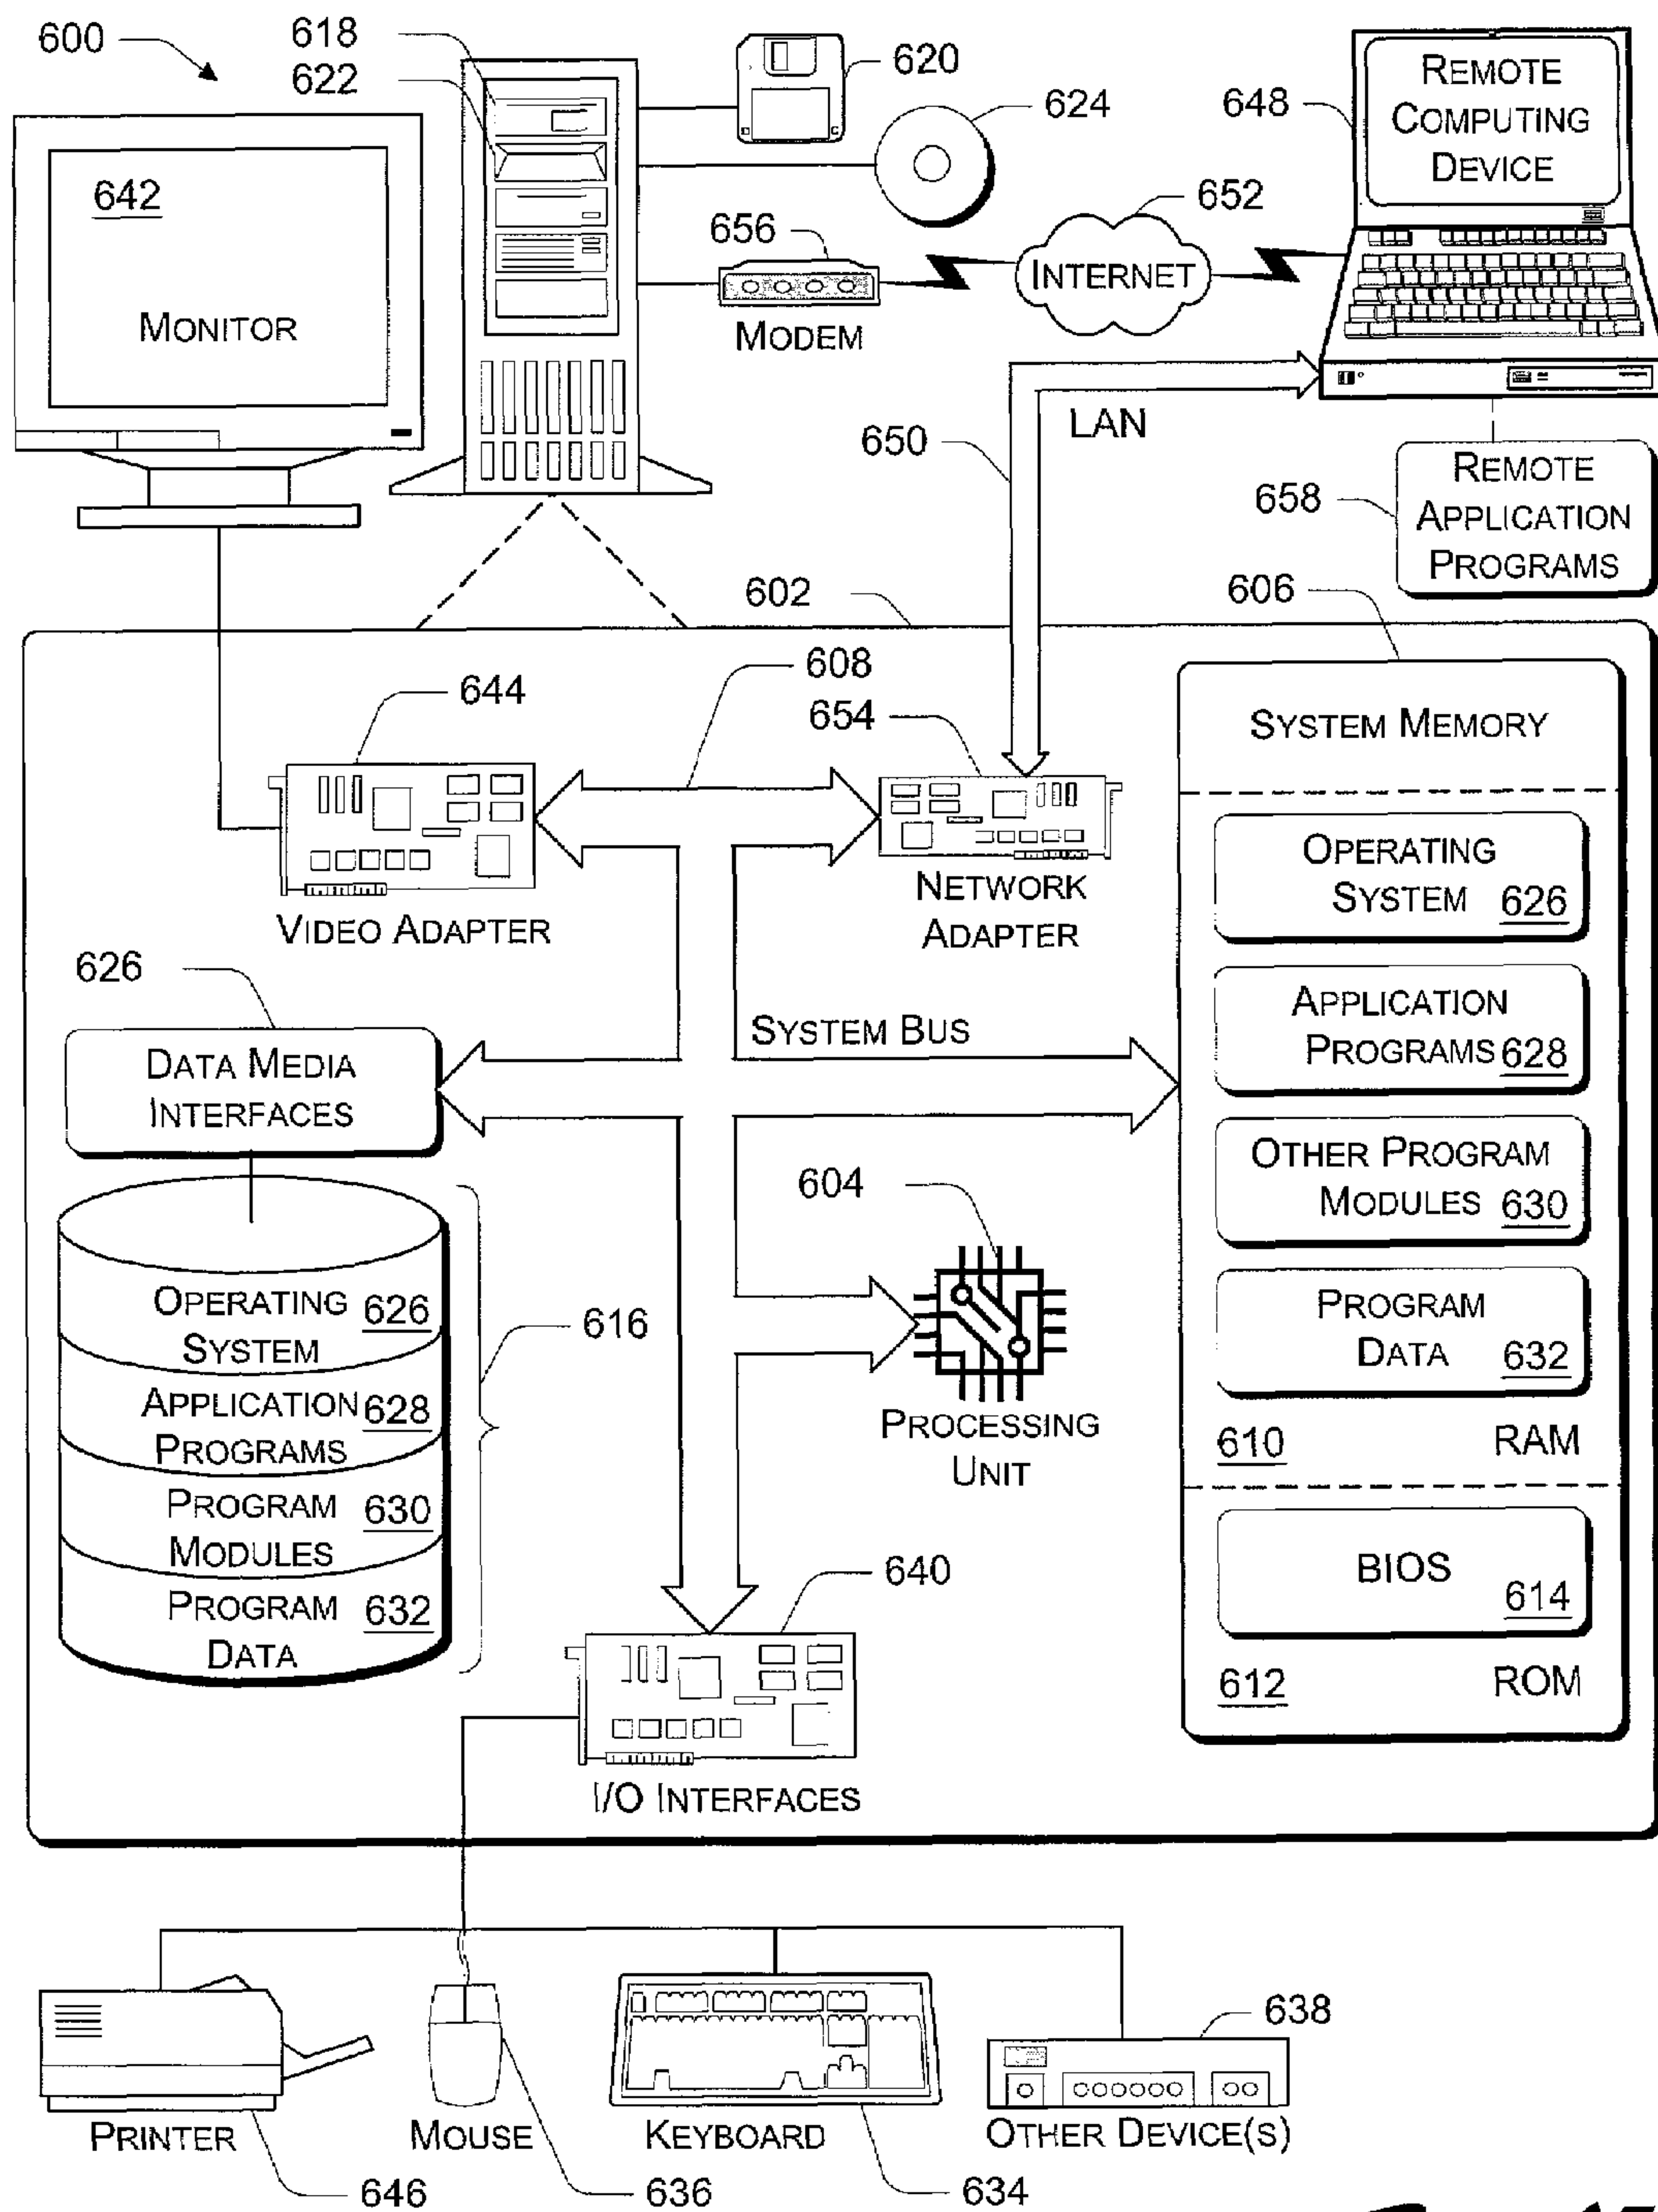 600
618
622
620
624
648
REMOTE
COMPUTING
DEVICE
642
MONITOR
656
MODEM
652
INTERNET
LAN
650
658
REMOTE
APPLICATION
PROGRAMS
602
606
608
644
654
VIDEO ADAPTER
NETWORK
ADAPTER
SYSTEM MEMORY
OPERATING
SYSTEM 626
APPLICATION
PROGRAMS 628
OTHER PROGRAM
MODULES 630
PROGRAM
DATA 632
610 RAM
BIOS
614
612 ROM
626
DATA MEDIA
INTERFACES
SYSTEM BUS
604
PROCESSING
UNIT
OPERATING 626
SYSTEM
APPLICATION 628
PROGRAMS
PROGRAM 630
MODULES
PROGRAM 632
DATA
616
640
I/O INTERFACES
638
PRINTER
MOUSE
KEYBOARD
OTHER DEVICE(S)
646
636
634